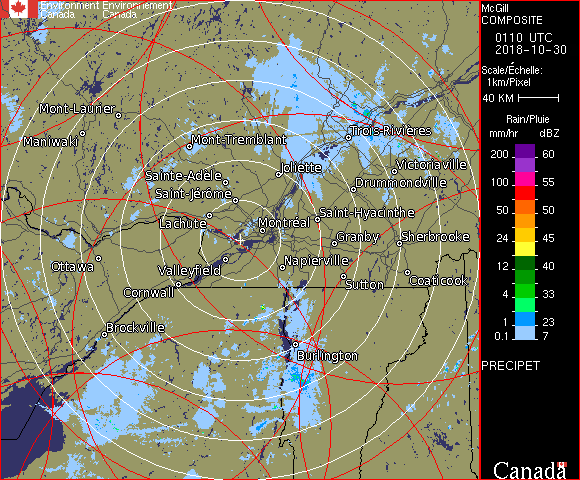 Environment Environnement
Canada Canada
McGill
COMPOSITE
0110 UTC
2018-10-30
Scale/Échelle:
1km/Pixel
40 KM
Rain/Pluie
mm/hr dBZ
200 60
100 55
50 50
24 45
12 40
4 33
1 23
0.1 7
PRECIPET
Canada
Mont-Laurier
Maniwaki
Mont-Tremblant
Trois-Rivières
Joliette
Victoriaville
Sainte-Adèle
Drummondville
Saint-Jérôme
Saint-Hyacinthe
Lachute
Montréal
Granby
Sherbrooke
Ottawa
Valleyfield
Napierville
Sutton
Coaticook
Cornwall
Brockville
Burlington